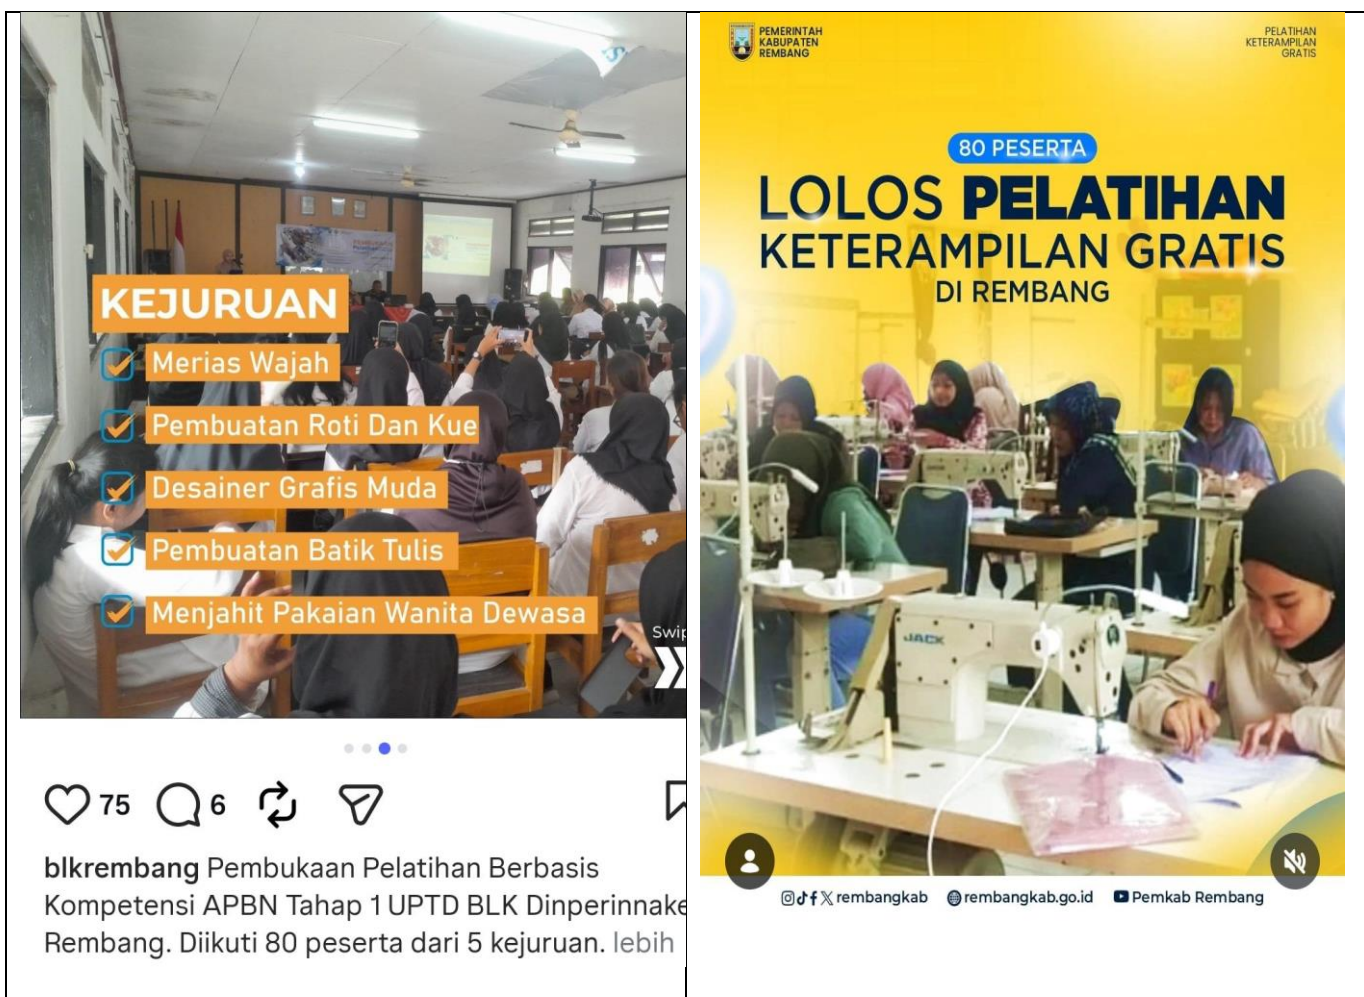 KEJURUAN
Merias Wajah
Pembuatan Roti Dan Kue
Desainer Grafis Muda
Pembuatan Batik Tulis
Menjahit Pakaian Wanita Dewasa
75 6
blkrembang Pembukaan Pelatihan Berbasis
Kompetensi APBN Tahap 1 UPTD BLK Dinperinnake
Rembang. Diikuti 80 peserta dari 5 kejuruan. lebih
PEMERINTAH
KABUPATEN
REMBANG
PELATIHAN
KETERAMPILAN
GRATIS
80 PESERTA
LOLOS PELATIHAN
KETERAMPILAN GRATIS
DI REMBANG
JACK
rembangkab rembangkab.go.id Pemkab Rembang